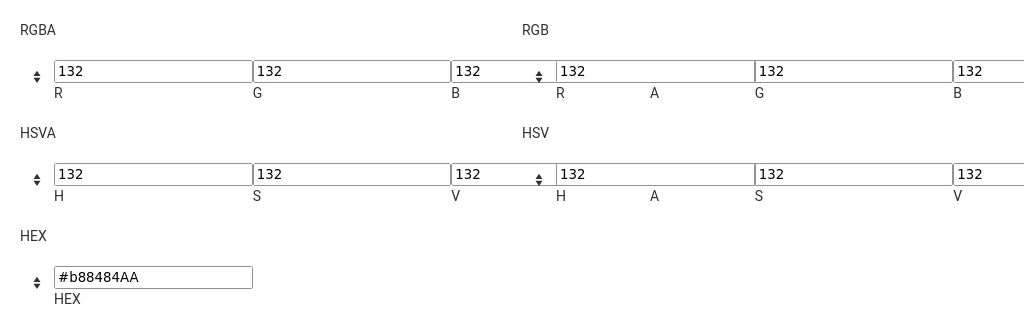 RGBA RGB
132 132 132 132 132 132
R G B R A G B
HSVA HSV
132 132 132 132 132 132
H S V H A S V
HEX
#b88484AA
HEX